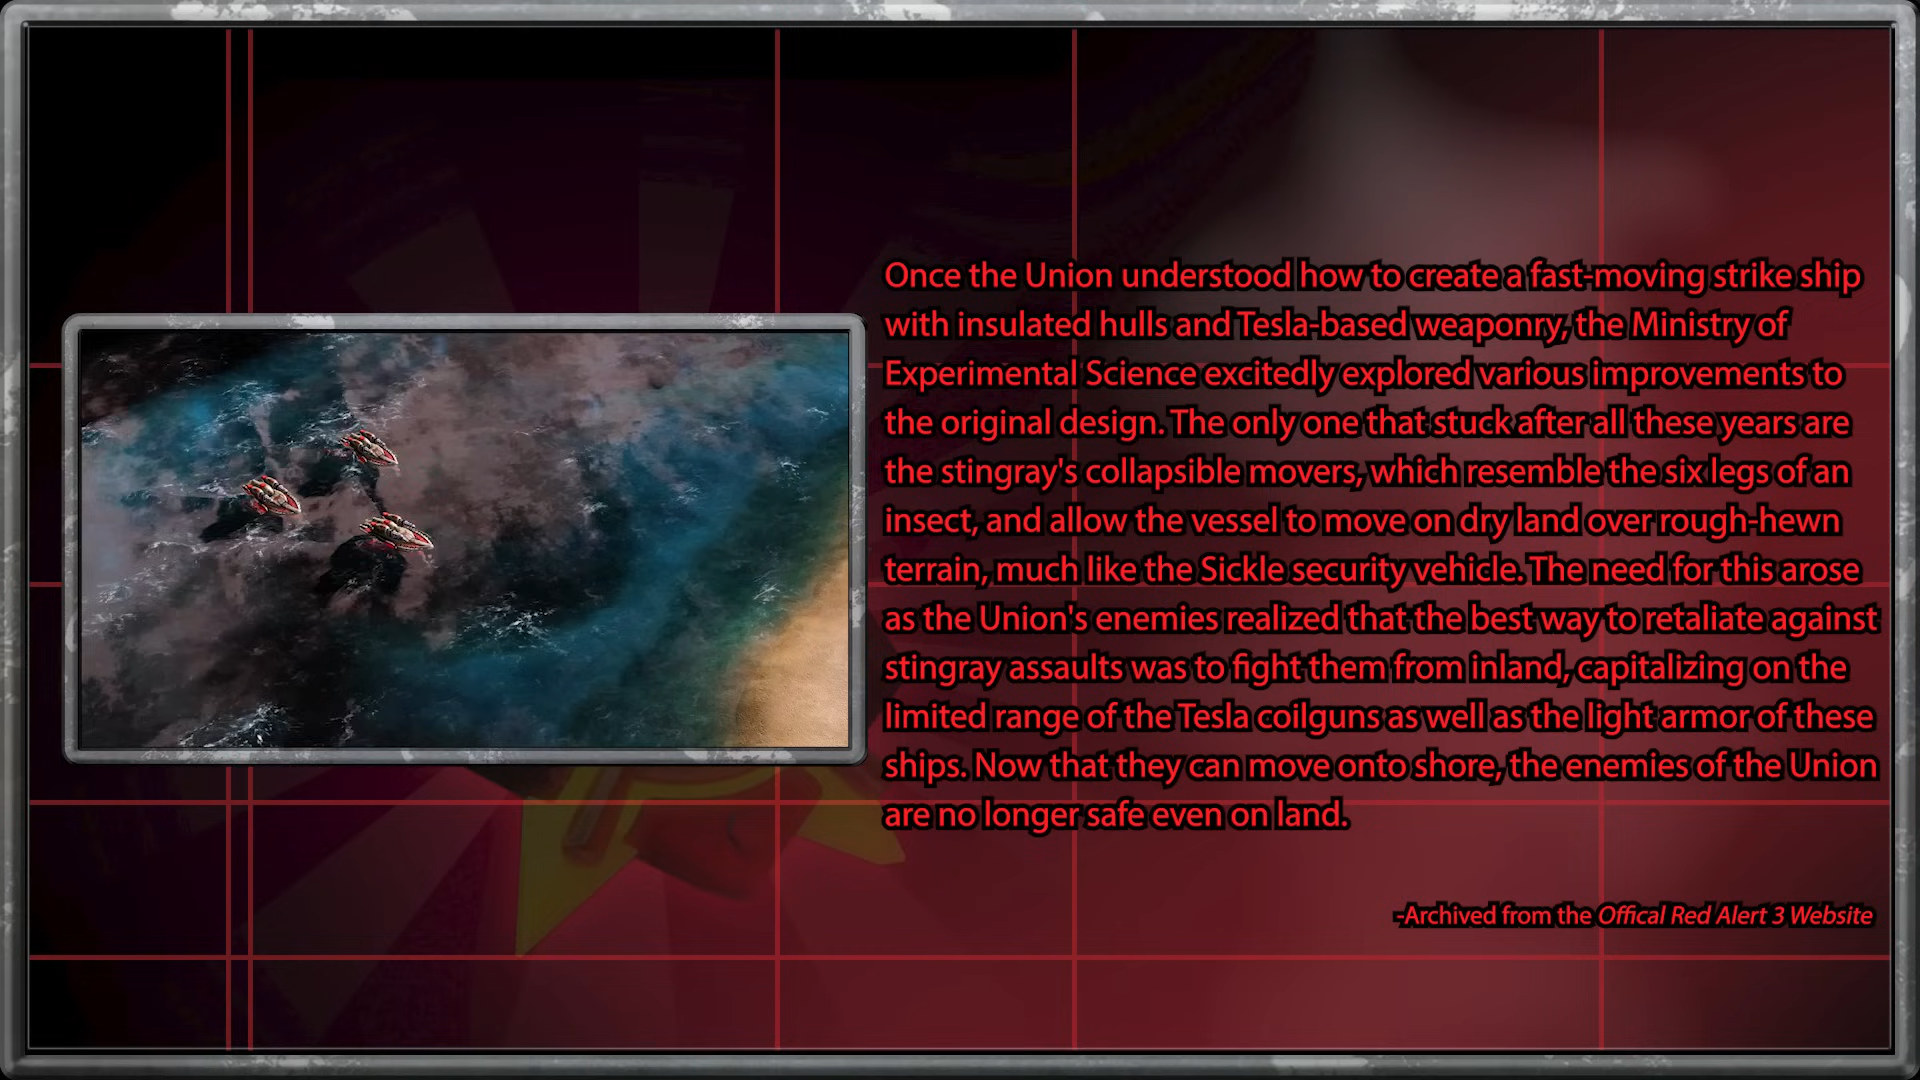 Once the Union understood how to create a fast-moving strike ship
with insulated hulls and Tesla-based weaponry, the Ministry of
Experimental Science excitedly explored various improvements to
the original design. The only one that stuck after all these years are
the stingray's collapsible movers, which resemble the six legs of an
insect, and allow the vessel to move on dry land over rough-hewn
terrain, much like the Sickle security vehicle. The need for this arose
as the Union's enemies realized that the best way to retaliate against
stingray assaults was to fight them from inland, capitalizing on the
limited range of the Tesla coilguns as well as the light armor of these
ships. Now that they can move onto shore, the enemies of the Union
are no longer safe even on land.
-Archived from the Offical Red Alert 3 Website